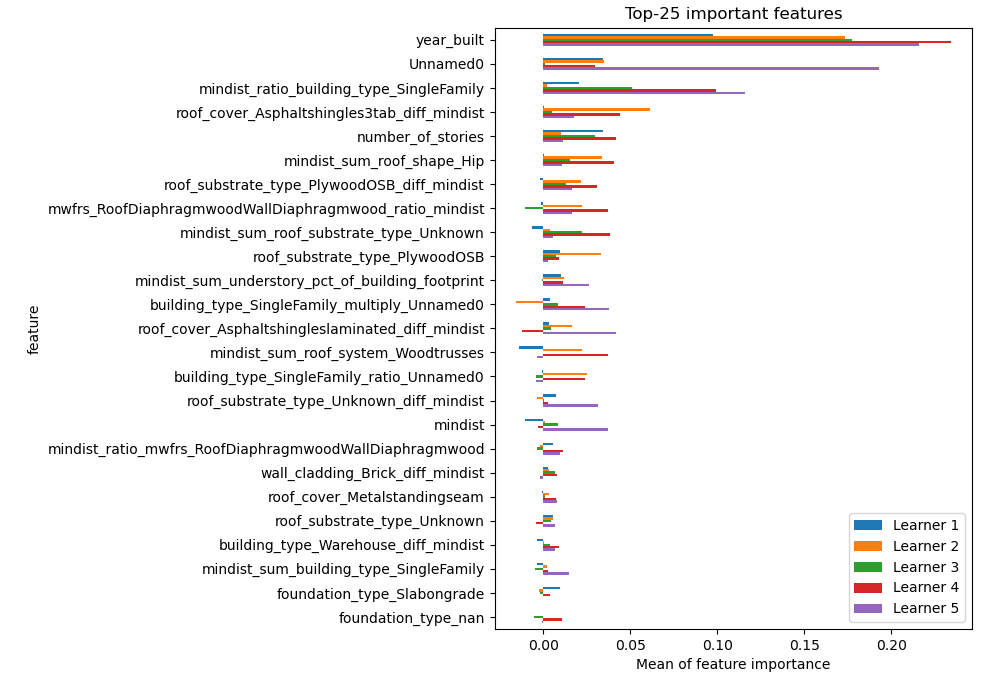 Top-25 important features
feature
year_built
Unnamed0
mindist_ratio_building_type_SingleFamily
roof_cover_Asphaltshingles3tab_diff_mindist
number_of_stories
mindist_sum_roof_shape_Hip
roof_substrate_type_PlywoodOSB_diff_mindist
mwfrs_RoofDiaphragmwoodWallDiaphragmwood_ratio_mindist
mindist_sum_roof_substrate_type_Unknown
roof_substrate_type_PlywoodOSB
mindist_sum_understory_pct_of_building_footprint
building_type_SingleFamily_multiply_Unnamed0
roof_cover_Asphaltshingleslaminated_diff_mindist
mindist_sum_roof_system_Woodtrusses
building_type_SingleFamily_ratio_Unnamed0
roof_substrate_type_Unknown_diff_mindist
mindist
mindist_ratio_mwfrs_RoofDiaphragmwoodWallDiaphragmwood
wall_cladding_Brick_diff_mindist
roof_cover_Metalstandingseam
roof_substrate_type_Unknown
building_type_Warehouse_diff_mindist
mindist_sum_building_type_SingleFamily
foundation_type_Slabongrade
foundation_type_nan
Learner 1
Learner 2
Learner 3
Learner 4
Learner 5
0.00 0.05 0.10 0.15 0.20
Mean of feature importance